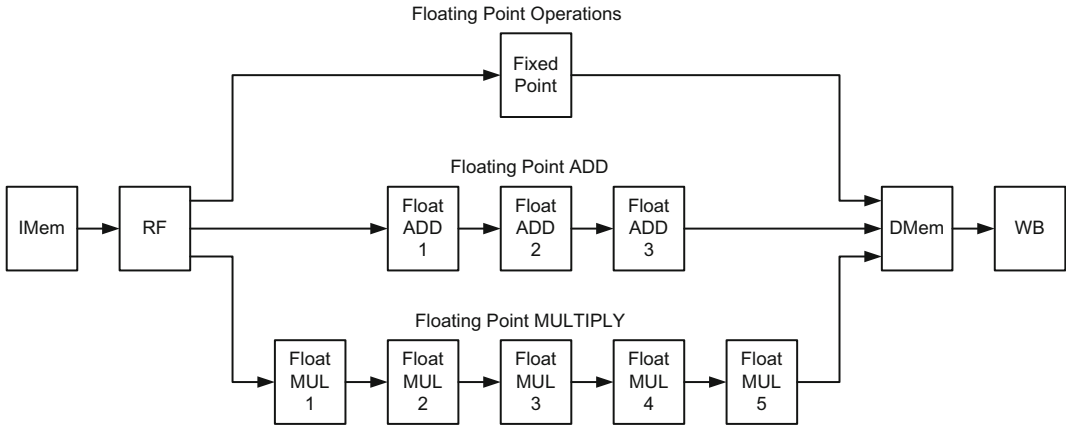 Floating Point Operations
Fixed
Point
Floating Point ADD
IMem
RF
Float
ADD
1
Float
ADD
2
Float
ADD
3
DMem
WB
Floating Point MULTIPLY
Float
MUL
1
Float
MUL
2
Float
MUL
3
Float
MUL
4
Float
MUL
5